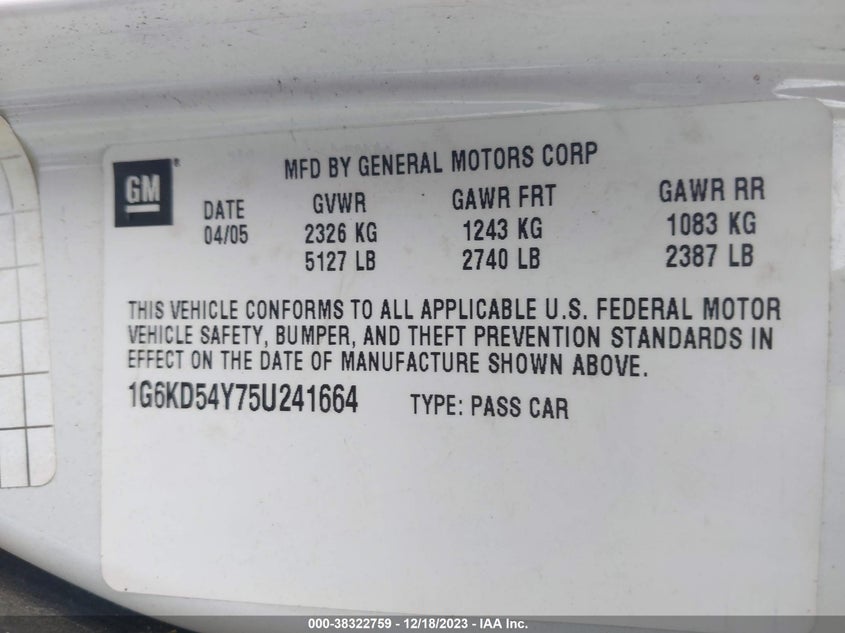 MFD BY GENERAL MOTORS CORP
GM®
DATE GVWR GAWR FRT GAWR RR
04/05 2326 KG 1243 KG 1083 KG
5127 LB 2740 LB 2387 LB
THIS VEHICLE CONFORMS TO ALL APPLICABLE U.S. FEDERAL MOTOR
VEHICLE SAFETY, BUMPER, AND THEFT PREVENTION STANDARDS IN
EFFECT ON THE DATE OF MANUFACTURE SHOWN ABOVE.
1G6KD54Y75U241664 TYPE: PASS CAR
000-38322759 - 12/18/2023 - IAA Inc.